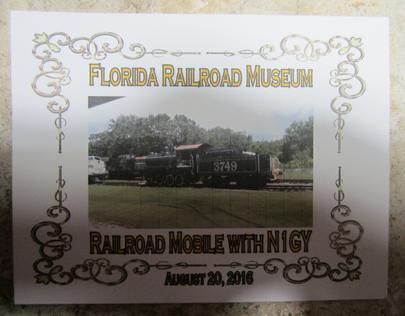 FLORIDA RAILROAD MUSEUM
3749
RAILROAD MOBILE WITH N1GY
AUGUST 20, 2016